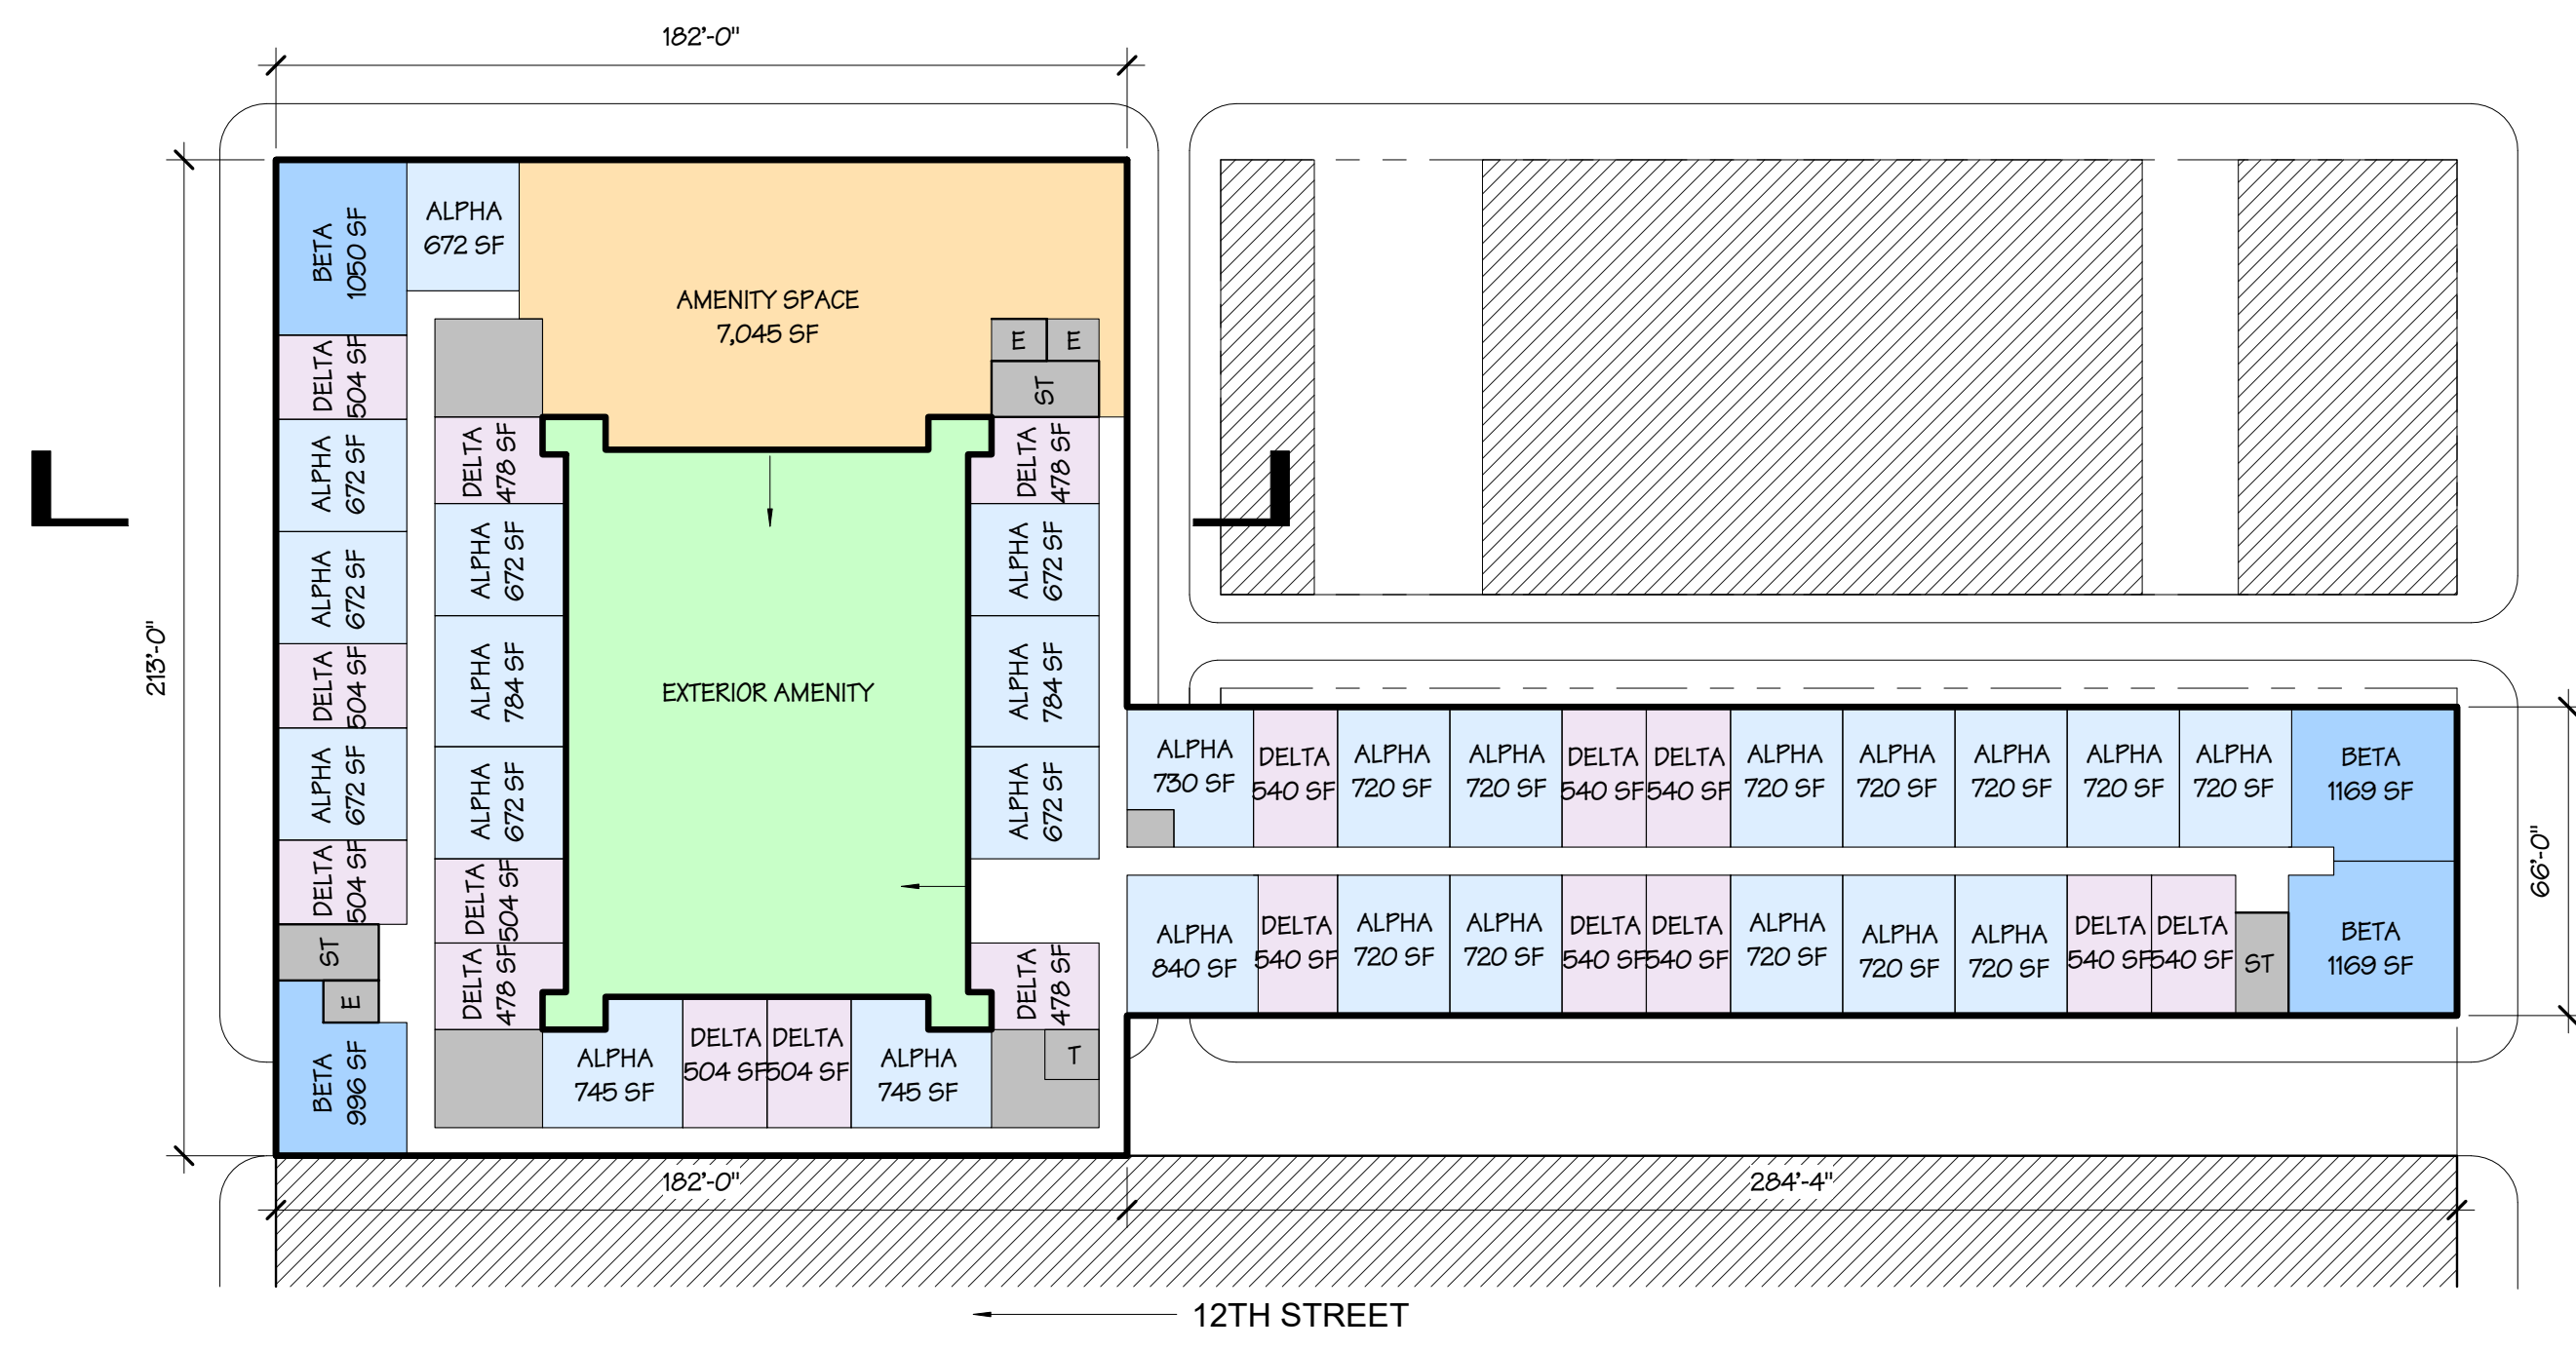 182'-0"
BETA
1050 SF
ALPHA
672 SF
AMENITY SPACE
7,045 SF
E
E
ST
DELTA
504 SF
ALPHA
672 SF
ALPHA
672 SF
DELTA
504 SF
ALPHA
672 SF
DELTA
504 SF
ST
E
BETA
996 SF
213'-0"
DELTA
478 SF
ALPHA
672 SF
ALPHA
784 SF
ALPHA
672 SF
DELTA
504 SF
DELTA
478 SF
EXTERIOR AMENITY
DELTA
478 SF
ALPHA
672 SF
ALPHA
784 SF
ALPHA
672 SF
DELTA
478 SF
T
ALPHA
745 SF
DELTA
504 SF
DELTA
504 SF
ALPHA
745 SF
ALPHA
730 SF
DELTA
540 SF
ALPHA
720 SF
ALPHA
720 SF
DELTA
540 SF
DELTA
540 SF
ALPHA
720 SF
ALPHA
720 SF
ALPHA
720 SF
ALPHA
720 SF
ALPHA
720 SF
BETA
1169 SF
66'-0"
ALPHA
840 SF
DELTA
540 SF
ALPHA
720 SF
ALPHA
720 SF
DELTA
540 SF
DELTA
540 SF
ALPHA
720 SF
ALPHA
720 SF
ALPHA
720 SF
DELTA
540 SF
DELTA
540 SF
ST
BETA
1169 SF
182'-0"
284'-4"
12TH STREET